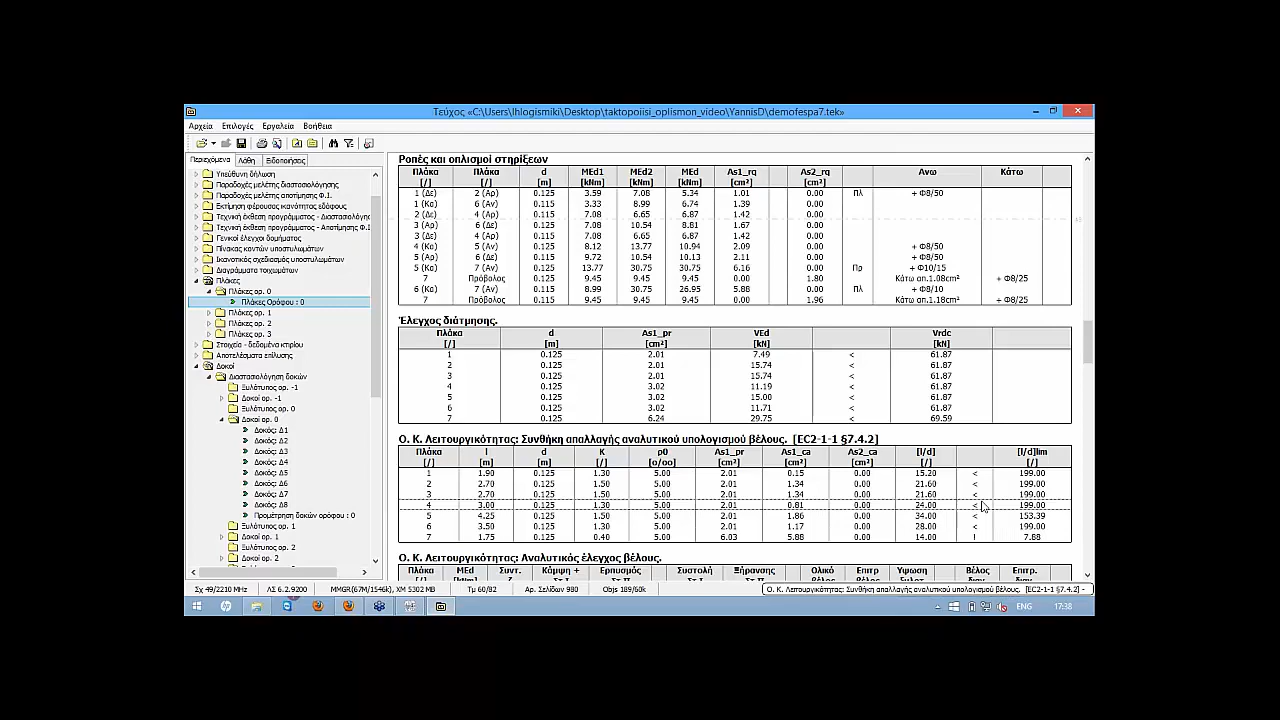 Τεύχος «C:\Users\lhlogismiki\Desktop\taktopoiisi_oplismon_video\YannisD\demofespa7.tek»
Αρχεία Επιλογές Εργαλεία Βοήθεια
Περιεχόμενα Λάθη Ειδοποιήσεις
Υπεύθυνη δήλωση
Παραδοχές μελέτης διαστασιολόγησης
Παραδοχές μελέτης αποτίμησης Φ.Ι.
Εκτίμηση φέρουσας ικανότητας εδάφους
Τεχνική έκθεση προγράμματος - Διαστασιολόγη
Τεχνική έκθεση προγράμματος - Αποτίμησης Φ.Ι
Γενικοί έλεγχοι δομήματος
Πίνακας κοντών υποστυλωμάτων
Ικανοτικός σχεδιασμός υποστυλωμάτων
Διαγράμματα τοιχωμάτων
Πλάκες
Πλάκες ορ. 0
Πλάκες Ορόφου : 0
Πλάκες ορ. 1
Πλάκες ορ. 2
Πλάκες ορ. 3
Στοιχεία - δεδομένα κτιρίου
Αποτελέσματα επίλυσης
Δοκοί
Διαστασιολόγηση δοκών
Ξυλότυπος ορ. -1
Δοκοί ορ. -1
Ξυλότυπος ορ. 0
Δοκοί ορ. 0
Δοκός: Δ1
Δοκός: Δ2
Δοκός: Δ3
Δοκός: Δ4
Δοκός: Δ5
Δοκός: Δ6
Δοκός: Δ7
Δοκός: Δ8
Προμέτρηση δοκών ορόφου : 0
Ξυλότυπος ορ. 1
Δοκοί ορ. 1
Ξυλότυπος ορ. 2
Δοκοί ορ. 2
Ροπές και οπλισμοί στηρίξεων
Πλάκα Πλάκα d MEd1 MEd2 MEd As1_rq As2_rq Ανω Κάτω
[/] [/] [m] [kNm] [kNm] [kNm] [cm²] [cm²]
1 (Δε) 2 (Αρ) 0.125 3.59 7.08 5.34 1.01 0.00 Πλ + Φ8/50
1 (Κα) 6 (Αν) 0.115 3.33 8.99 6.74 1.39 0.00
2 (Δε) 4 (Αρ) 0.115 7.08 6.65 6.87 1.42 0.00
3 (Αρ) 6 (Δε) 0.115 7.08 10.54 8.81 1.67 0.00
3 (Δε) 4 (Αρ) 0.115 7.08 6.65 6.87 1.42 0.00
4 (Κα) 5 (Αν) 0.125 8.12 13.77 10.94 2.09 0.00 + Φ8/50
5 (Αρ) 6 (Δε) 0.115 9.72 10.54 10.13 2.11 0.00 + Φ8/50
5 (Κα) 7 (Αν) 0.115 13.77 30.75 30.75 6.16 0.00 Πρ + Φ10/15
7 Πρόβολος 0.125 9.45 9.45 9.45 0.00 1.80 Κάτω απ.1.08cm² + Φ8/25
6 (Κα) 7 (Αν) 0.115 8.99 30.75 26.95 5.88 0.00 Πλ + Φ8/10
7 Πρόβολος 0.115 9.45 9.45 9.45 0.00 1.96 Κάτω απ.1.18cm² + Φ8/25
Έλεγχος διάτμησης.
Πλάκα d As1_pr VEd Vrdc
[/] [m] [cm²] [kN] [kN]
1 0.125 2.01 7.49 < 61.87
2 0.125 2.01 15.74 < 61.87
3 0.125 2.01 15.74 < 61.87
4 0.125 3.02 11.19 < 61.87
5 0.125 3.02 15.00 < 61.87
6 0.125 3.02 11.71 < 61.87
7 0.125 6.24 29.75 < 69.59
Ο. Κ. Λειτουργικότητας: Συνθήκη απαλλαγής αναλυτικού υπολογισμού βέλους. [EC2-1-1 §7.4.2]
Πλάκα l d K p0 As1_pr As1_ca As2_ca [l/d] [l/d]lim
[/] [m] [m] [/] [o/oo] [cm²] [cm²] [cm²] [/] [/]
1 1.90 0.125 1.30 5.00 2.01 0.15 0.00 15.20 < 199.00
2 2.70 0.125 1.50 5.00 2.01 1.34 0.00 21.60 < 199.00
3 2.70 0.125 1.50 5.00 2.01 1.34 0.00 21.60 < 199.00
4 3.00 0.125 1.30 5.00 2.01 0.81 0.00 24.00 < 199.00
5 4.25 0.125 1.50 5.00 2.01 1.86 0.00 34.00 < 153.39
6 3.50 0.125 1.30 5.00 2.01 1.17 0.00 28.00 < 199.00
7 1.75 0.125 0.40 5.00 6.03 5.88 0.00 14.00 ! 7.88
Ο. Κ. Λειτουργικότητας: Αναλυτικός έλεγχος βέλους.
Πλάκα MEd Συντ. Κάμψη + Ερπυσμός Συστολή Ξήρανσης Ολικό Επιτρ Υψωση Βέλος Επιτρ.
Σχ 49/2210 MHz ΛΣ 6.2.9200 MMGR(67M/1546K), XM 5302 MB Τμ 60/82 Αρ. Σελίδων 980 Objs 189/60k Ο. Κ. Λειτουργικότητας: Συνθήκη απαλλαγής αναλυτικού υπολογισμού βέλους. [EC2-1-1 §7.4.2] -
ENG 17:38